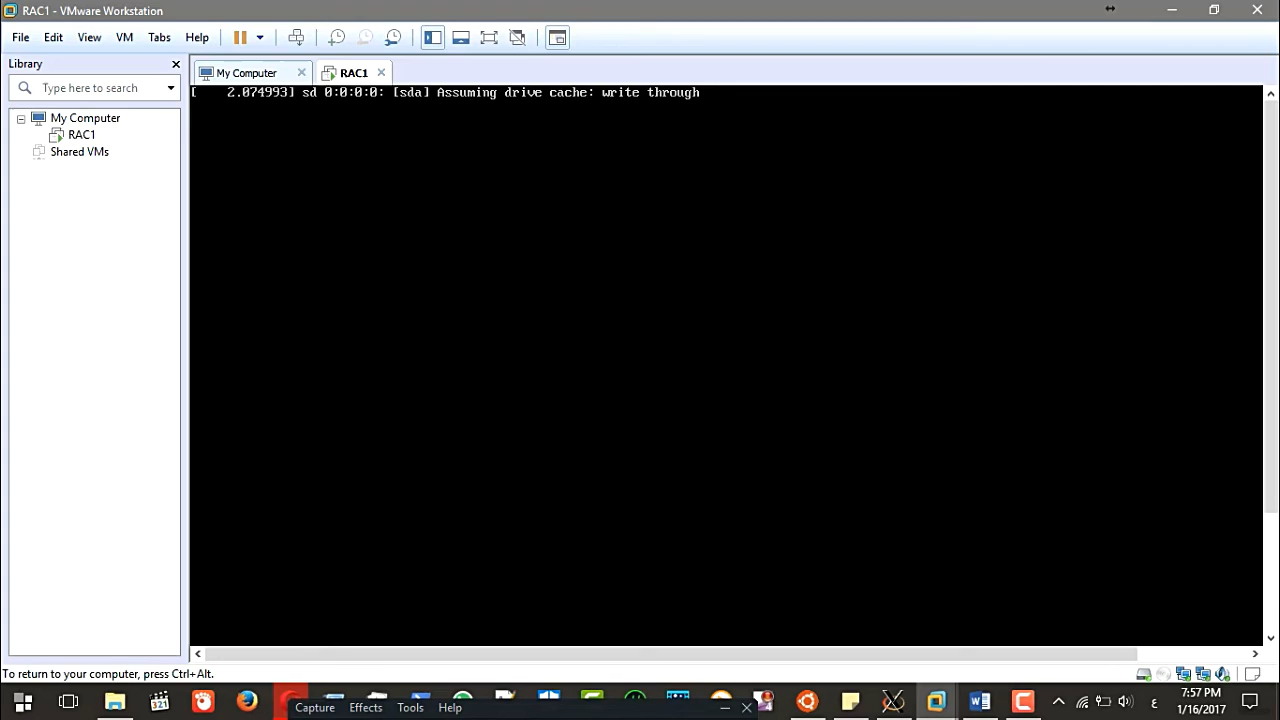 RAC1 - VMware Workstation
File Edit View VM Tabs Help
Library
My Computer
RAC1
Type here to search
[    2.074993] sd 0:0:0:0: [sda] Assuming drive cache: write through
My Computer
RAC1
Shared VMs
To return to your computer, press Ctrl+Alt.
321
Capture Effects Tools Help
ع
7:57 PM
1/16/2017